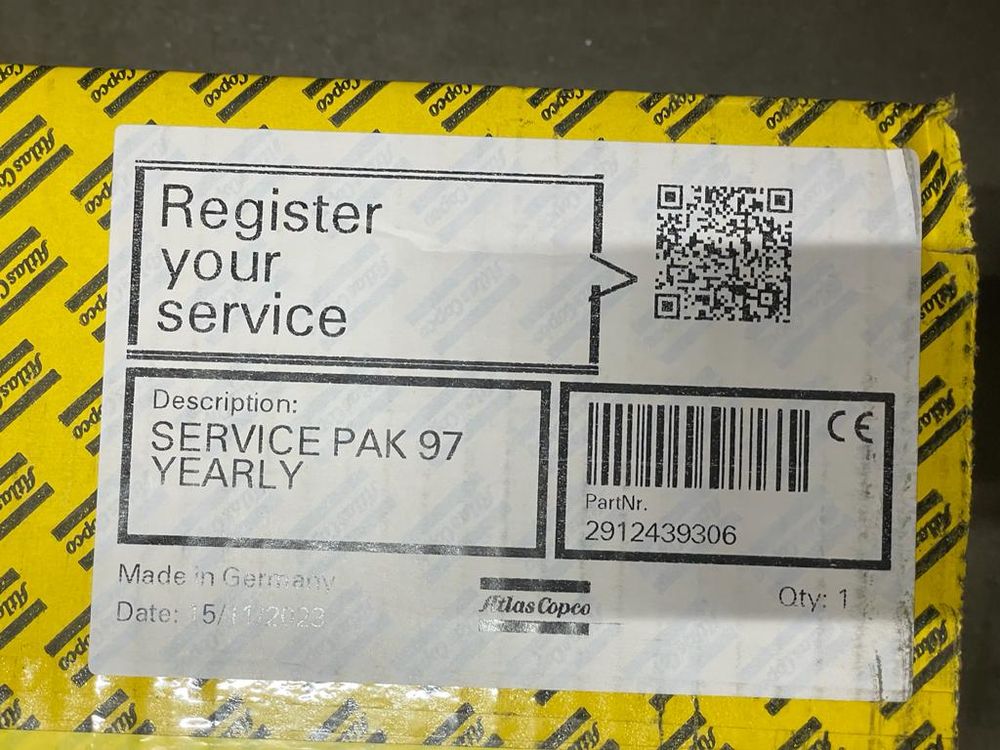 Register
your
service
Description:
SERVICE PAK 97
YEARLY
CE
PartNr.
2912439306
Made in Germany
Date: 15/11/2023
Atlas Copco
Qty: 1